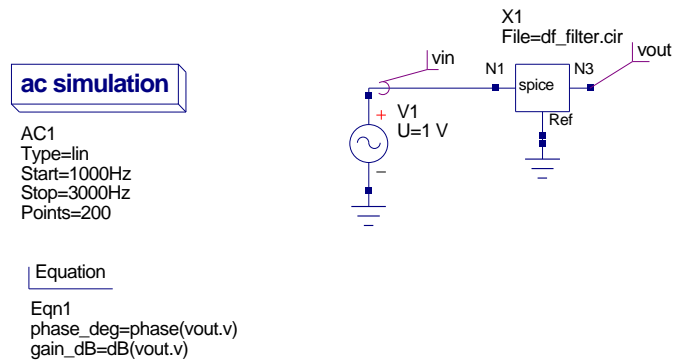 X1
File=df_filter.cir
vin
vout
N1
N3
spice
Ref
+
V1
U=1 V
-
ac simulation
AC1
Type=lin
Start=1000Hz
Stop=3000Hz
Points=200
Equation
Eqn1
phase_deg=phase(vout.v)
gain_dB=dB(vout.v)